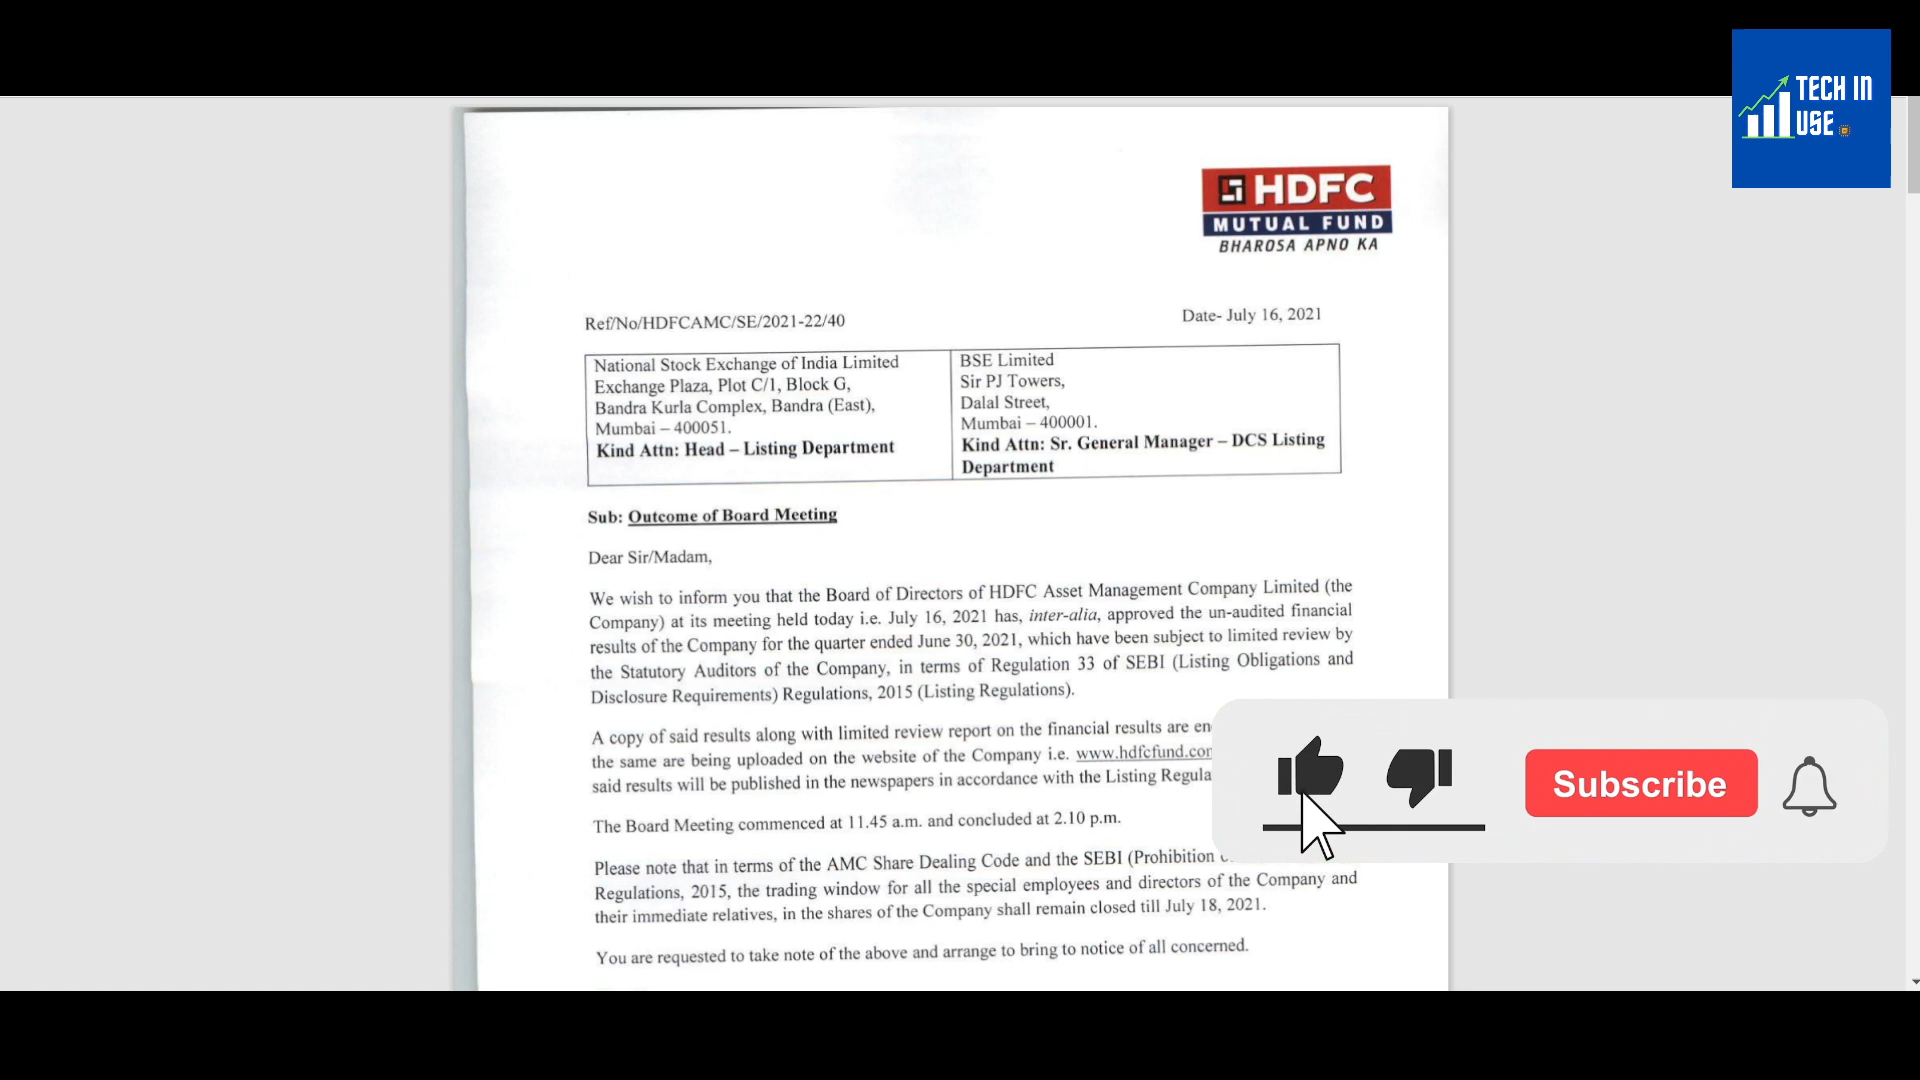 TECH IN
USE
HDFC
MUTUAL FUND
BHAROSA APNO KA
Ref/No/HDFCAMC/SE/2021-22/40
Date- July 16, 2021
National Stock Exchange of India Limited
Exchange Plaza, Plot C/1, Block G,
Bandra Kurla Complex, Bandra (East),
Mumbai – 400051.
Kind Attn: Head – Listing Department
BSE Limited
Sir PJ Towers,
Dalal Street,
Mumbai – 400001.
Kind Attn: Sr. General Manager – DCS Listing
Department
Sub: Outcome of Board Meeting
Dear Sir/Madam,
We wish to inform you that the Board of Directors of HDFC Asset Management Company Limited (the
Company) at its meeting held today i.e. July 16, 2021 has, inter-alia, approved the un-audited financial
results of the Company for the quarter ended June 30, 2021, which have been subject to limited review by
the Statutory Auditors of the Company, in terms of Regulation 33 of SEBI (Listing Obligations and
Disclosure Requirements) Regulations, 2015 (Listing Regulations).
A copy of said results along with limited review report on the financial results are
the same are being uploaded on the website of the Company i.e.
said results will be published in the newspapers in accordance with the Listing
The Board Meeting commenced at 11.45 a.m. and concluded at 2.10 p.m.
Please note that in terms of the AMC Share Dealing Code and the SEBI (Prohibition
Regulations, 2015, the trading window for all the special employees and directors of the Company and
their immediate relatives, in the shares of the Company shall remain closed till July 18, 2021.
You are requested to take note of the above and arrange to bring to notice of all concerned.
Subscribe